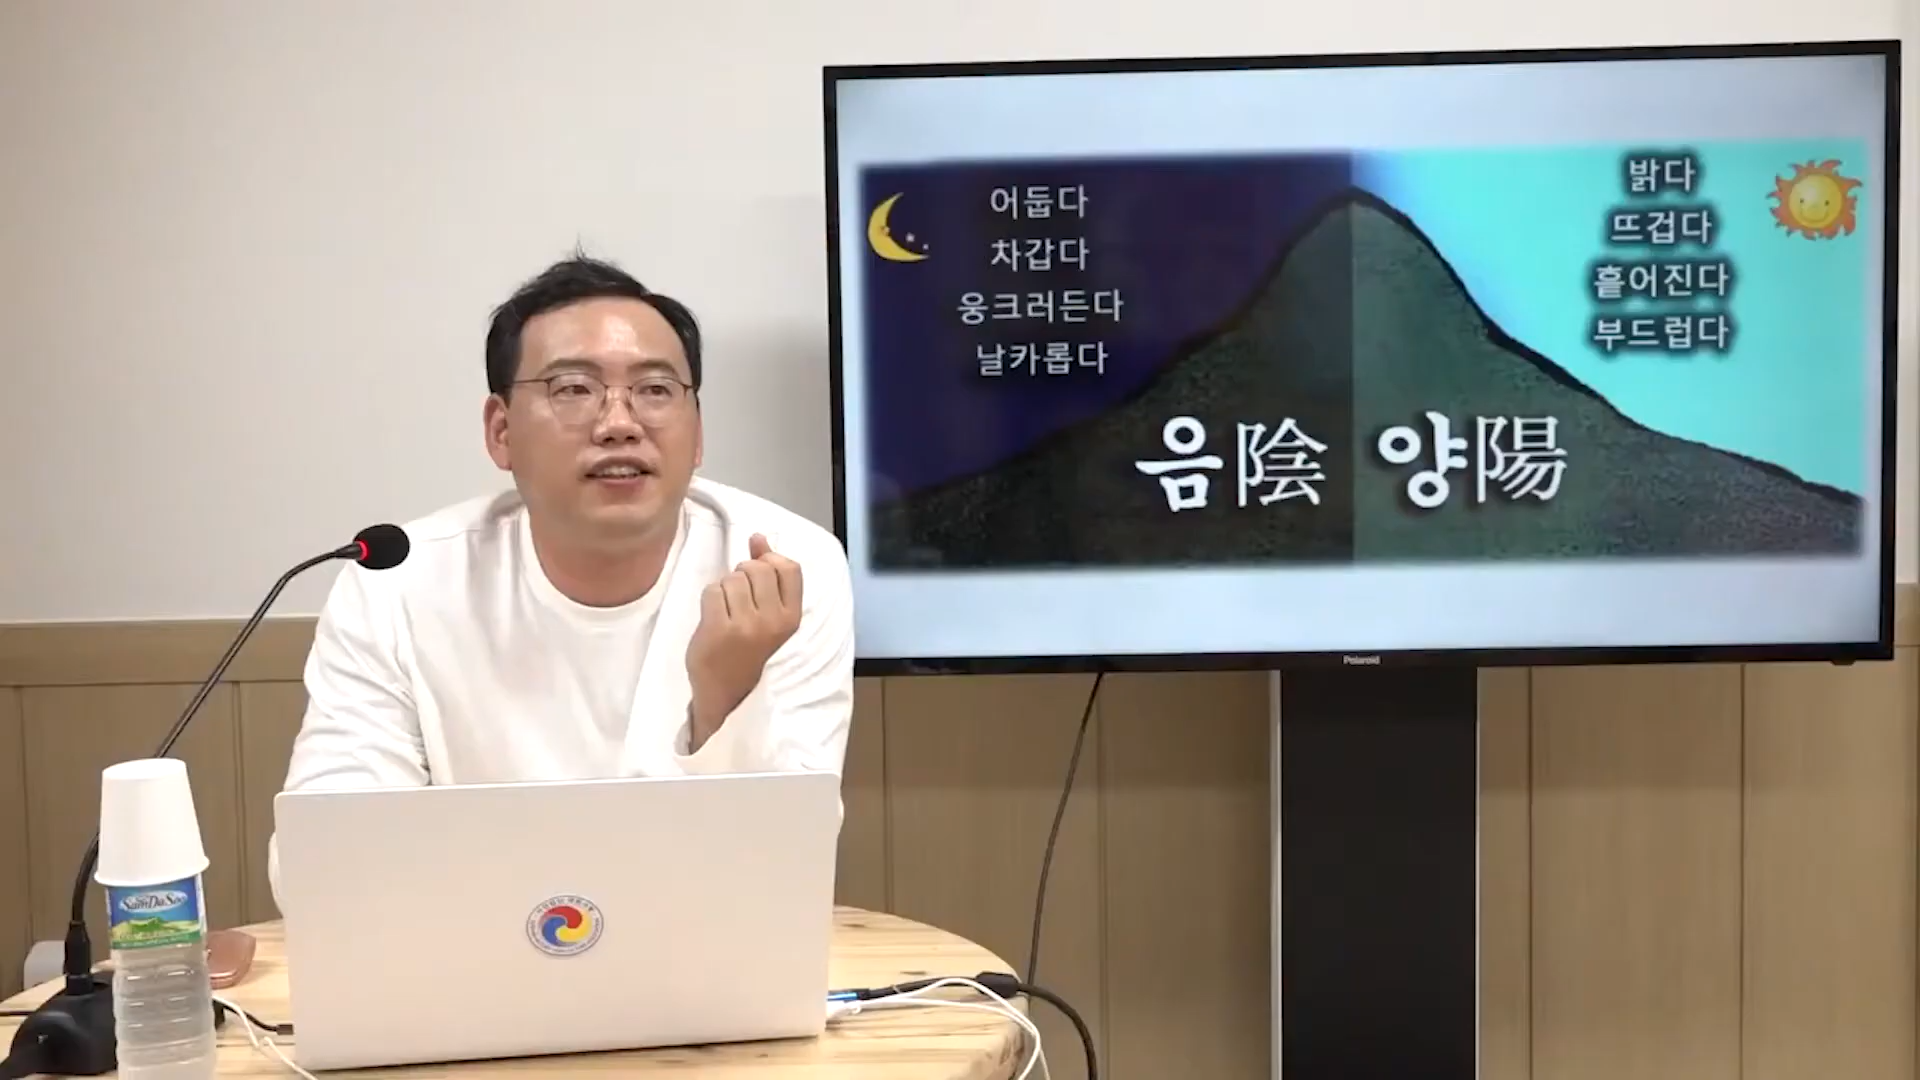 어둡다
차갑다
웅크러든다
날카롭다
밝다
뜨겁다
흩어진다
부드럽다
음陰 양陽
Polaroid
SamDaSoo